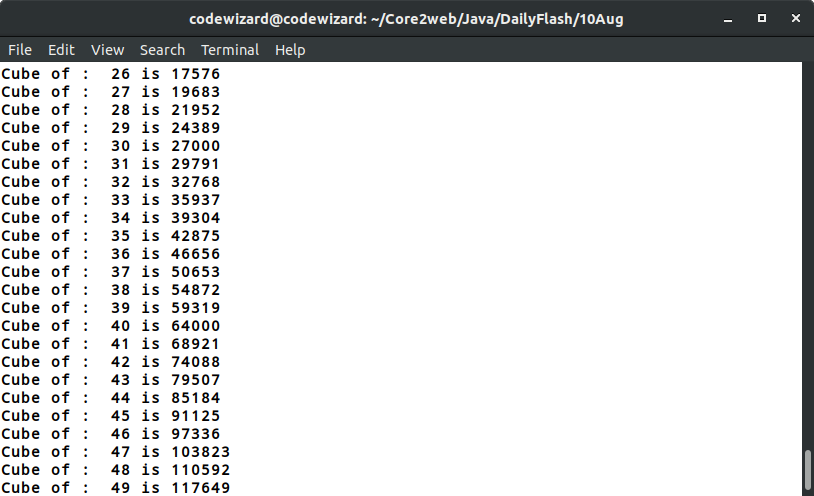 codewizard@codewizard: ~/Core2web/Java/DailyFlash/10Aug
File Edit View Search Terminal Help
Cube of :  26 is 17576
Cube of :  27 is 19683
Cube of :  28 is 21952
Cube of :  29 is 24389
Cube of :  30 is 27000
Cube of :  31 is 29791
Cube of :  32 is 32768
Cube of :  33 is 35937
Cube of :  34 is 39304
Cube of :  35 is 42875
Cube of :  36 is 46656
Cube of :  37 is 50653
Cube of :  38 is 54872
Cube of :  39 is 59319
Cube of :  40 is 64000
Cube of :  41 is 68921
Cube of :  42 is 74088
Cube of :  43 is 79507
Cube of :  44 is 85184
Cube of :  45 is 91125
Cube of :  46 is 97336
Cube of :  47 is 103823
Cube of :  48 is 110592
Cube of :  49 is 117649